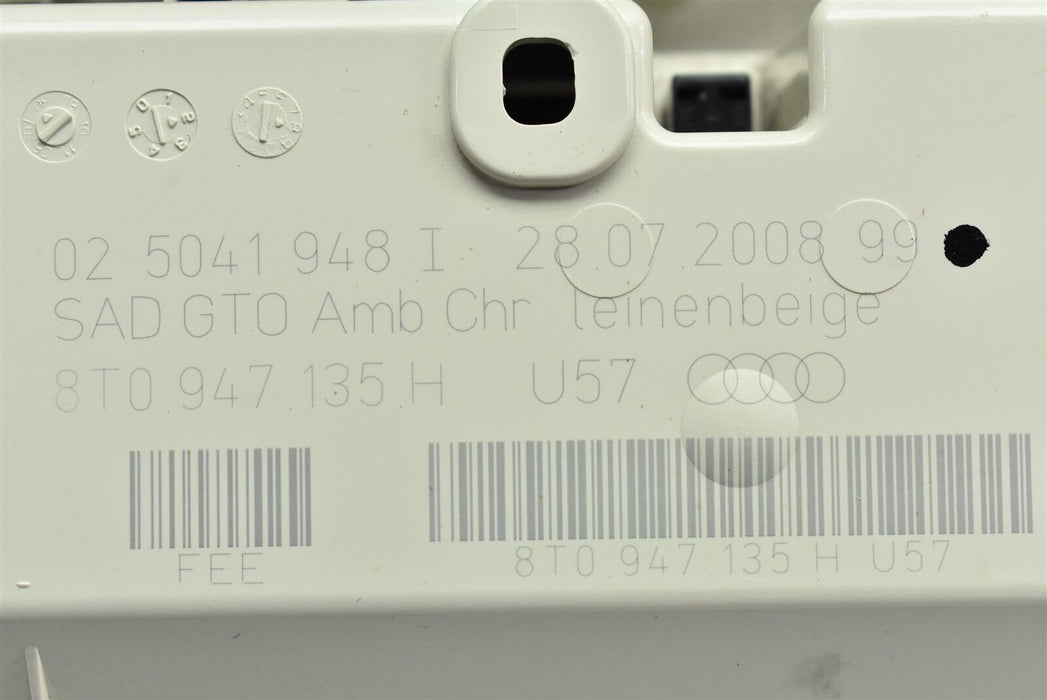 02 5041 948 I 28.07.2008 99
SAD GTO Amb Chr leinenbeige
8T0.947.135 H U57
FEE
8T0 947 135 H U57